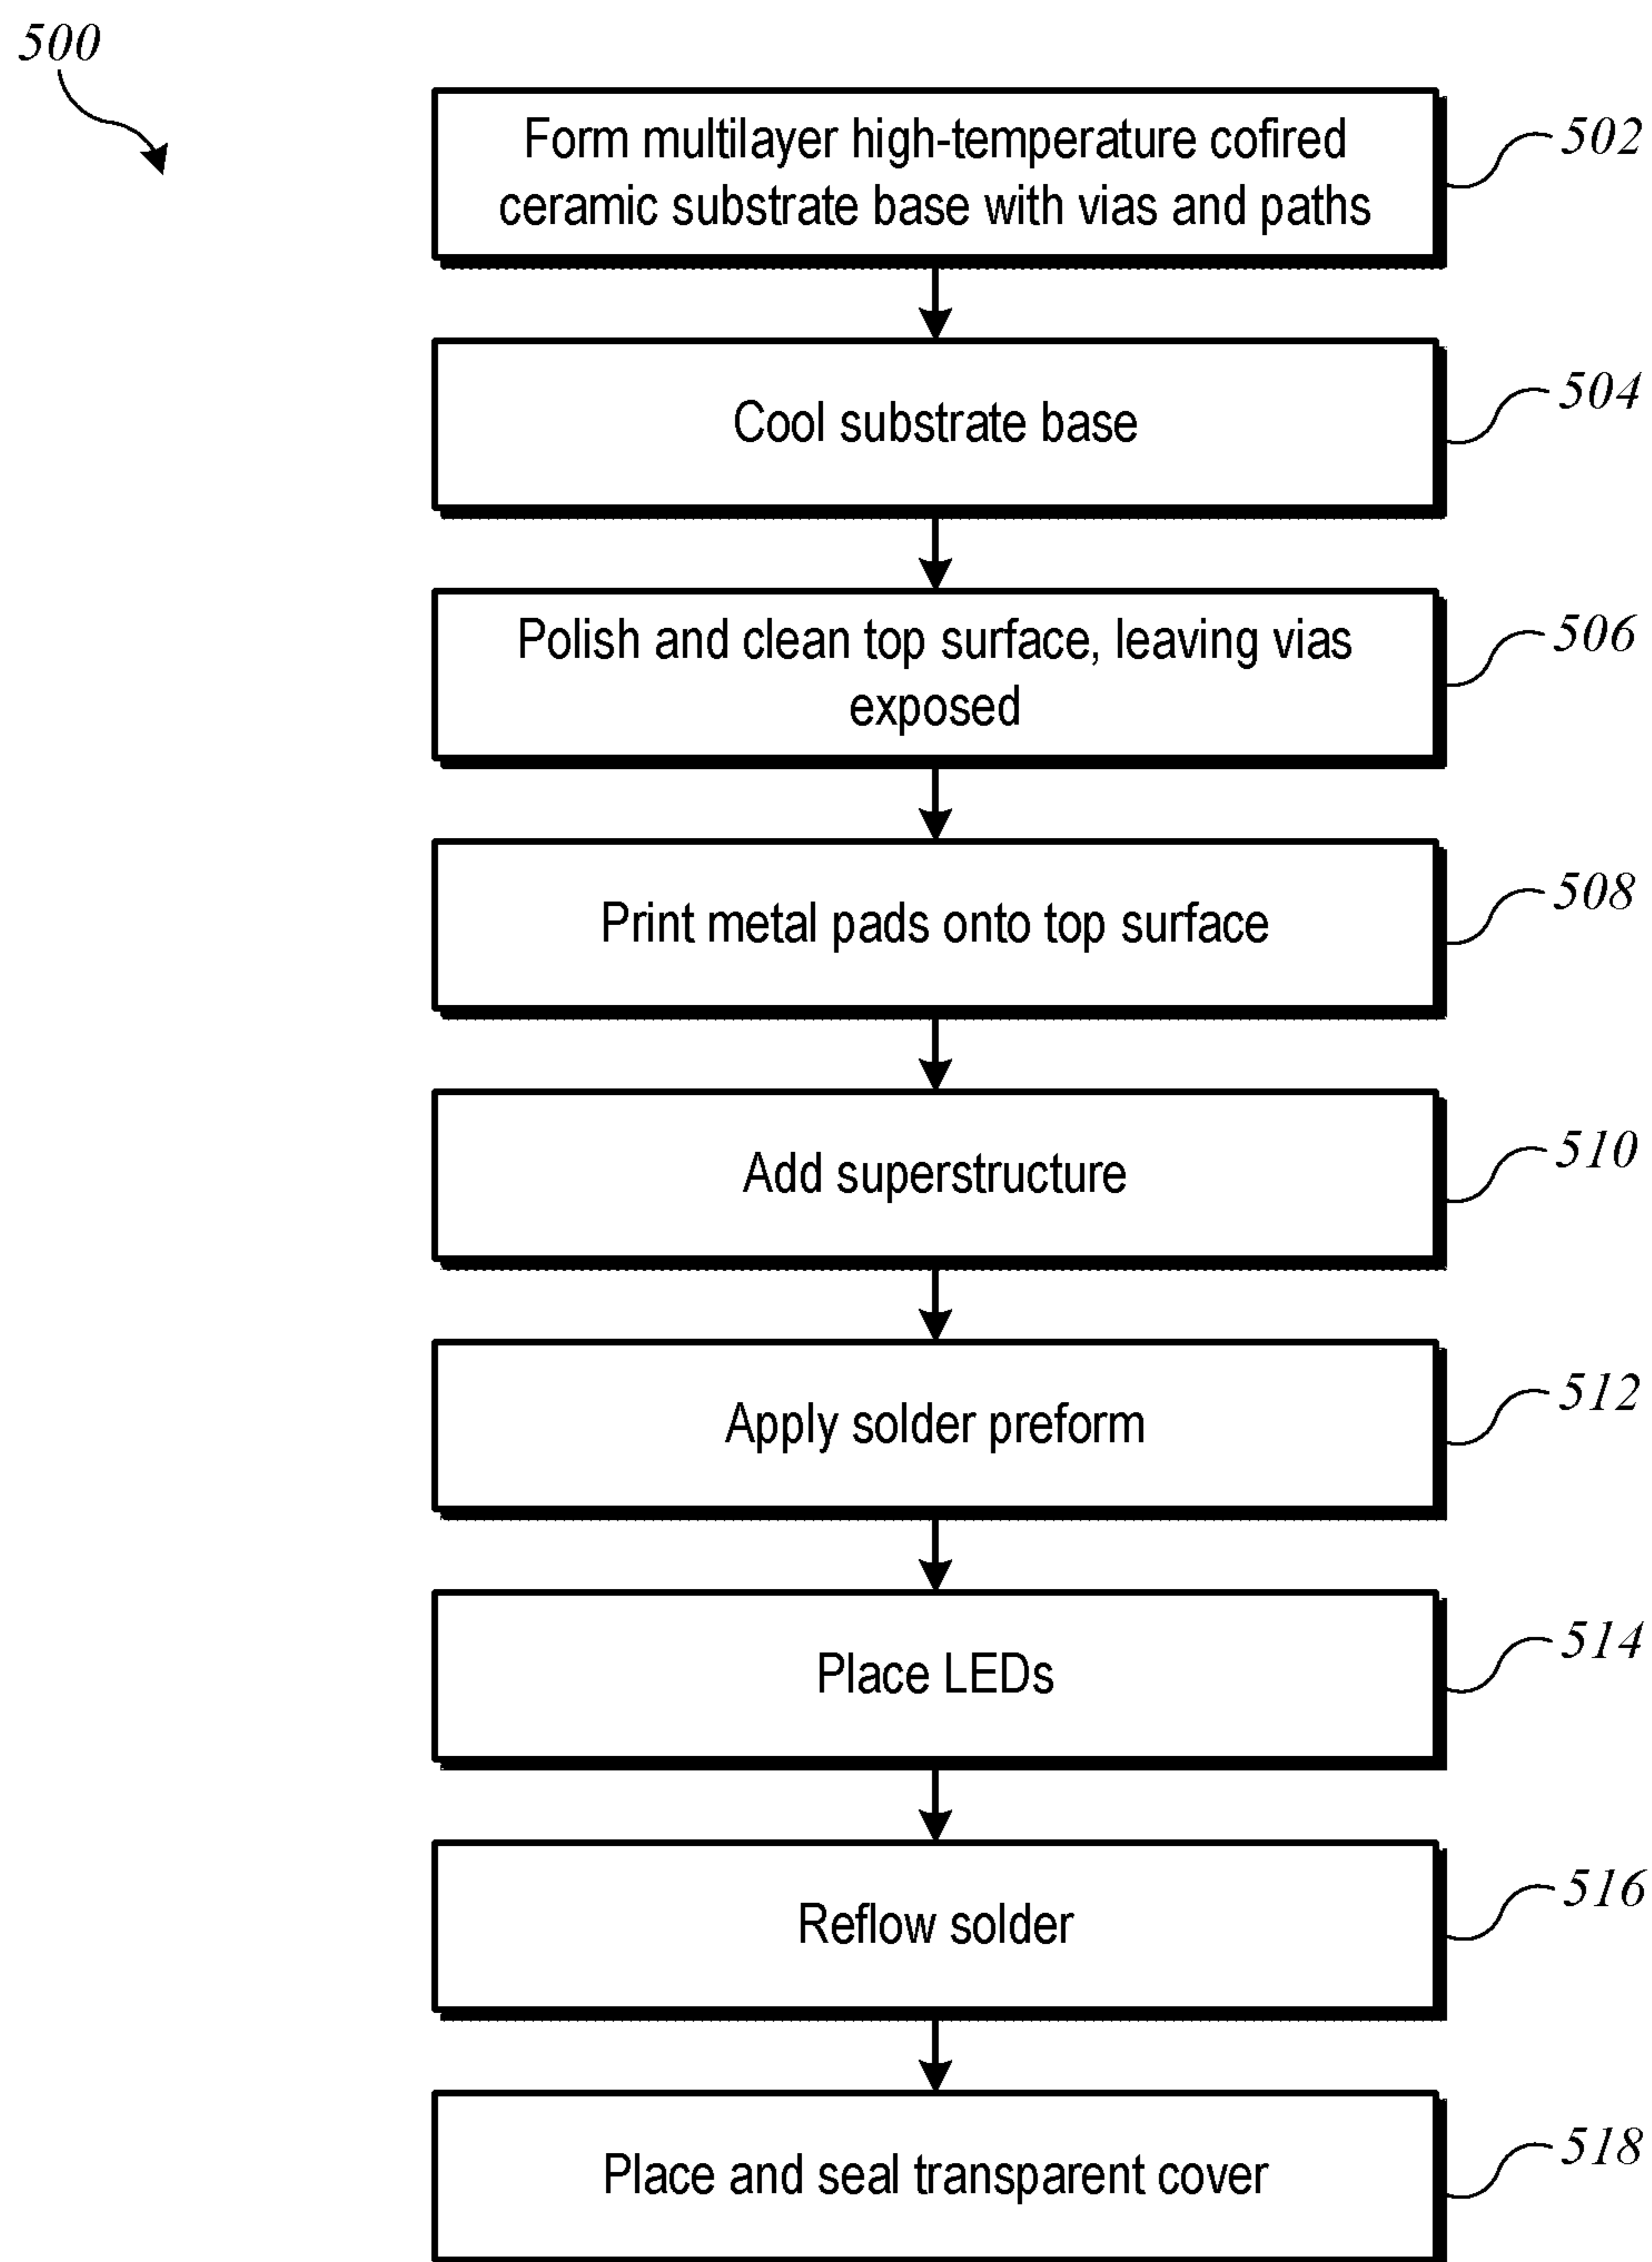 500
Form multilayer high-temperature cofired
ceramic substrate base with vias and paths
502
Cool substrate base
504
Polish and clean top surface, leaving vias
exposed
506
Print metal pads onto top surface
508
Add superstructure
510
Apply solder preform
512
Place LEDs
514
Reflow solder
516
Place and seal transparent cover
518